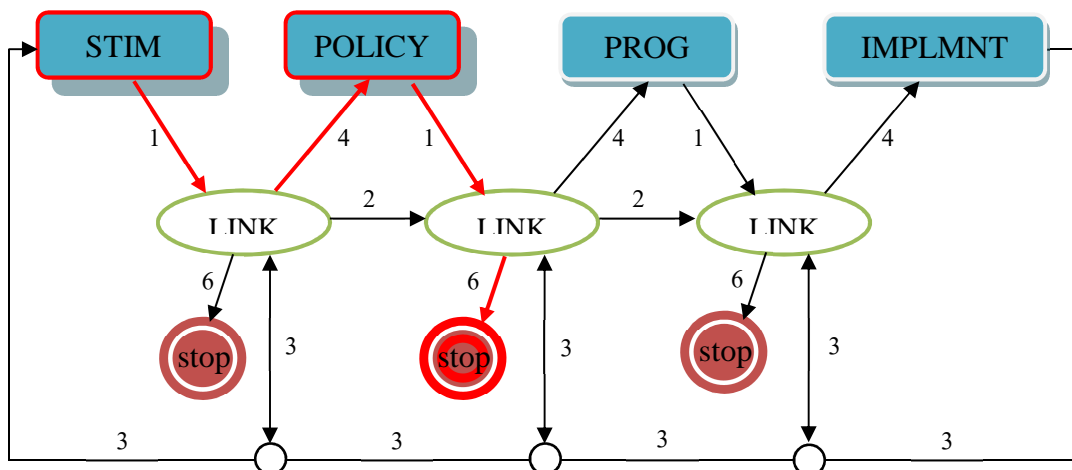 STIM POLICY PROG IMPLMNT
1 4 1 4 1 4
2 2
LINK LINK LINK
6 6 6
3 3 3
stop stop stop
3 3 3 3